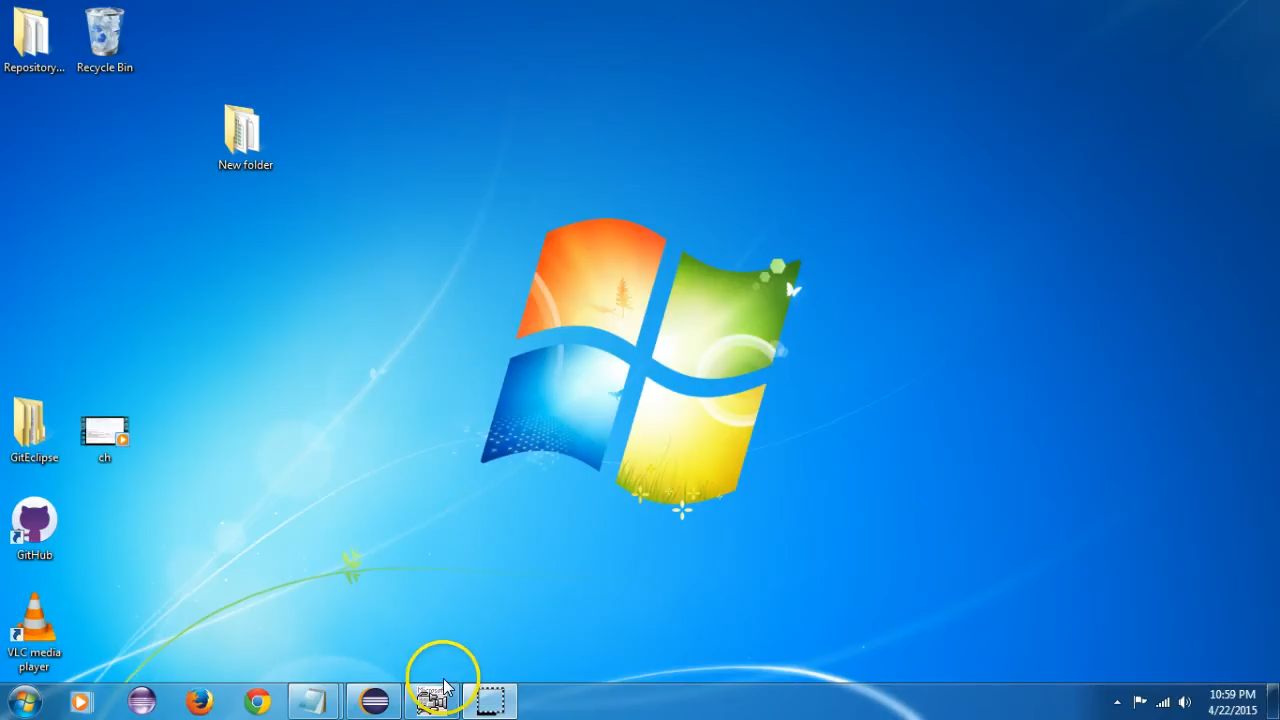 Repository...
Recycle Bin
New folder
GitEclipse
ch
GitHub
VLC media
player
10:59 PM
4/22/2015